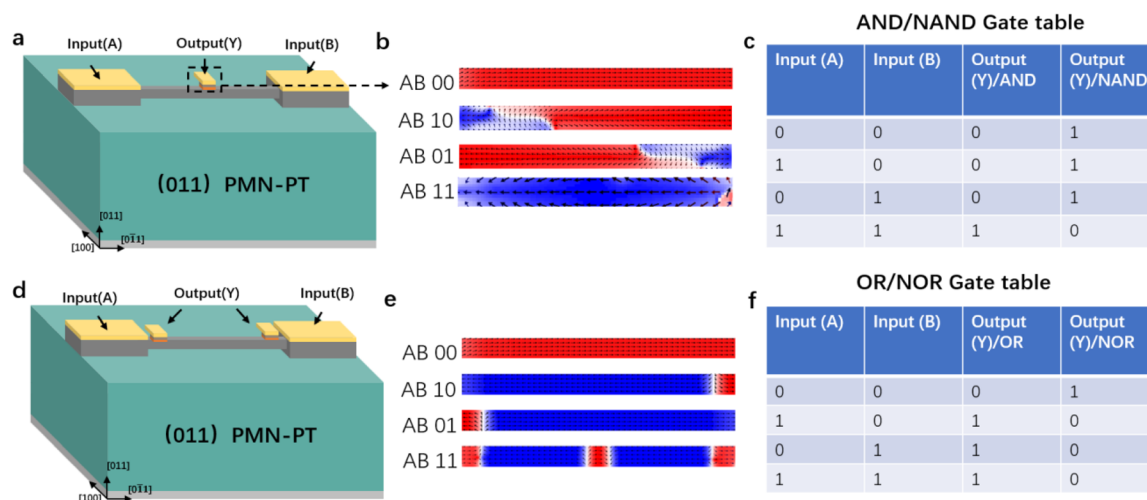 a
Input(A) Output(Y) Input(B)
(011) PMN-PT
[011]
[100]
[01̅1]
b
AB 00
AB 10
AB 01
AB 11
c
AND/NAND Gate table
Input (A) Input (B) Output (Y)/AND Output (Y)/NAND
0 0 0 1
1 0 0 1
0 1 0 1
1 1 1 0
d
Input(A) Output(Y) Input(B)
(011) PMN-PT
[011]
[100]
[01̅1]
e
AB 00
AB 10
AB 01
AB 11
f
OR/NOR Gate table
Input (A) Input (B) Output (Y)/OR Output (Y)/NOR
0 0 0 1
1 0 1 0
0 1 1 0
1 1 1 0